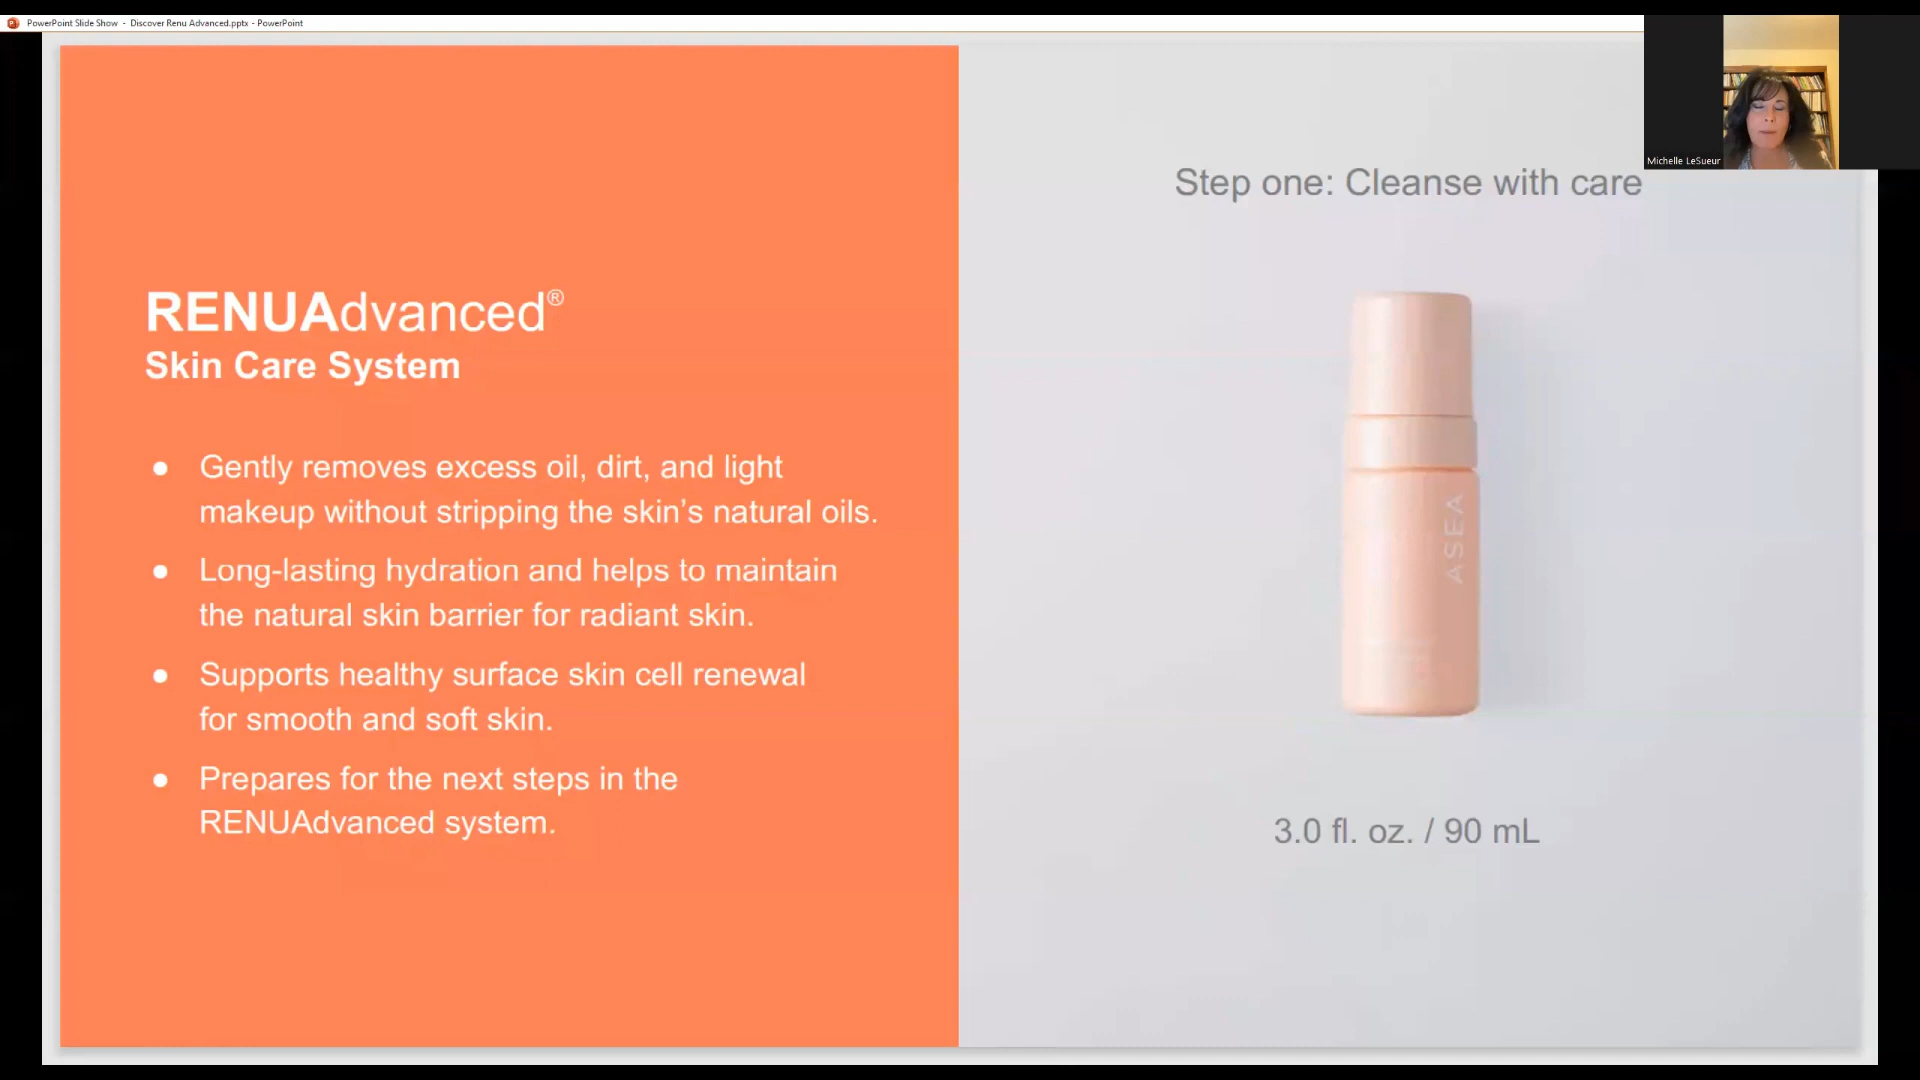 PowerPoint Slide Show - Discover Renu Advanced.pptx - PowerPoint
Michelle LeSueur
RENUAdvanced®
Skin Care System
● Gently removes excess oil, dirt, and light
makeup without stripping the skin’s natural oils.
● Long-lasting hydration and helps to maintain
the natural skin barrier for radiant skin.
● Supports healthy surface skin cell renewal
for smooth and soft skin.
● Prepares for the next steps in the
RENUAdvanced system.
Step one: Cleanse with care
ASEA
3.0 fl. oz. / 90 mL